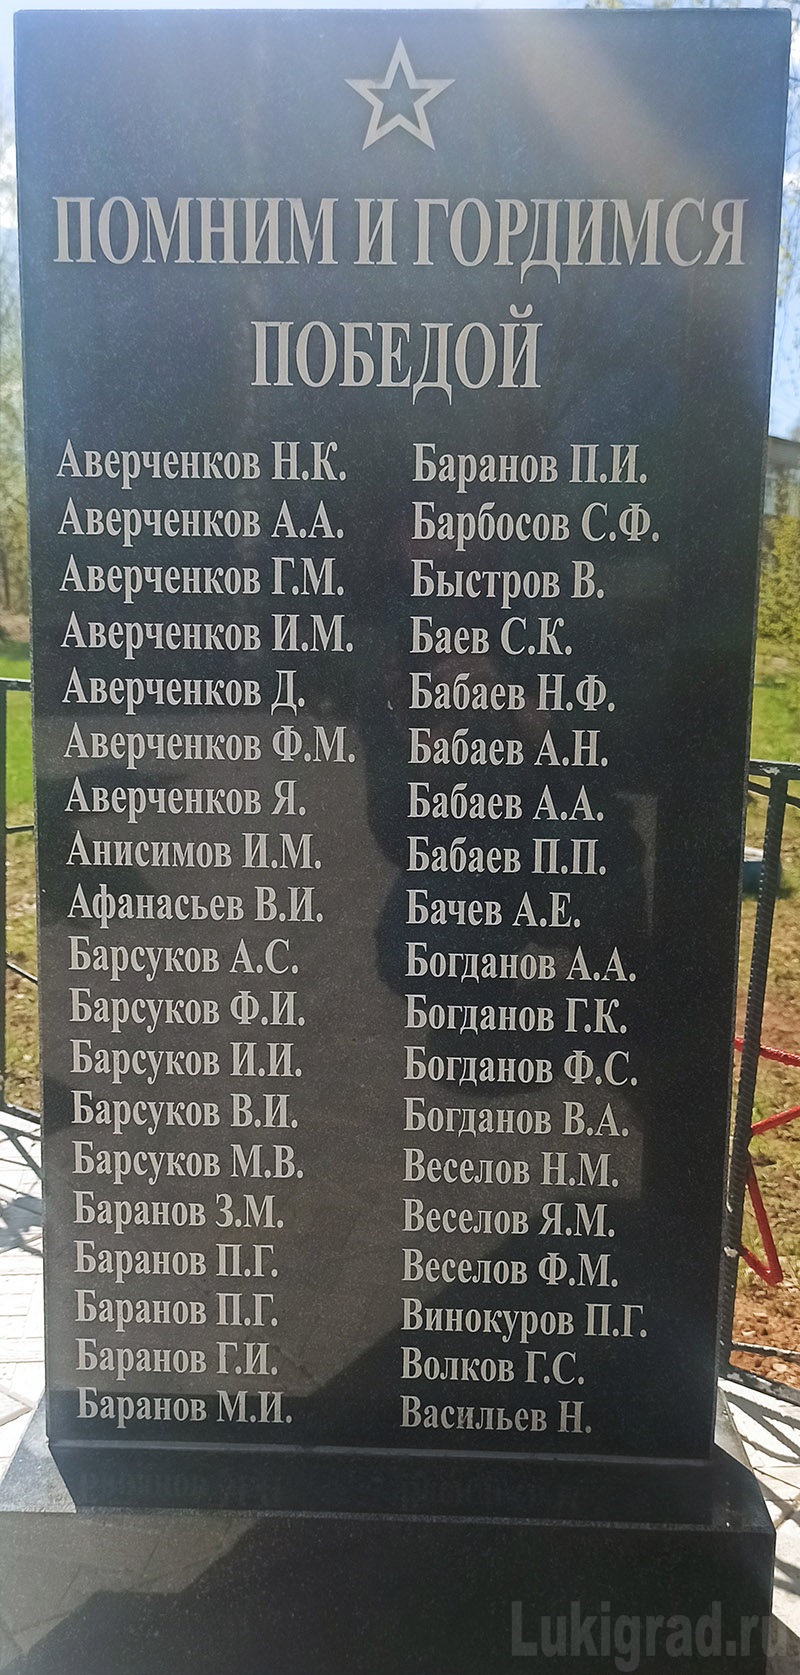 ПОМНИМ И ГОРДИМСЯ
ПОБЕДОЙ
Аверченков Н.К.
Аверченков А.А.
Аверченков Г.М.
Аверченков И.М.
Аверченков Д.
Аверченков Ф.М.
Аверченков Я.
Анисимов И.М.
Афанасьев В.И.
Барсуков А.С.
Барсуков Ф.И.
Барсуков И.И.
Барсуков В.И.
Барсуков М.В.
Баранов З.М.
Баранов П.Г.
Баранов П.Г.
Баранов Г.И.
Баранов М.И.
Баранов П.И.
Барбосов С.Ф.
Быстров В.
Баев С.К.
Бабаев Н.Ф.
Бабаев А.Н.
Бабаев А.А.
Бабаев П.П.
Бачев А.Е.
Богданов А.А.
Богданов Г.К.
Богданов Ф.С.
Богданов В.А.
Веселов Н.М.
Веселов Я.М.
Веселов Ф.М.
Винокуров П.Г.
Волков Г.С.
Васильев Н.
Lukigrad.ru